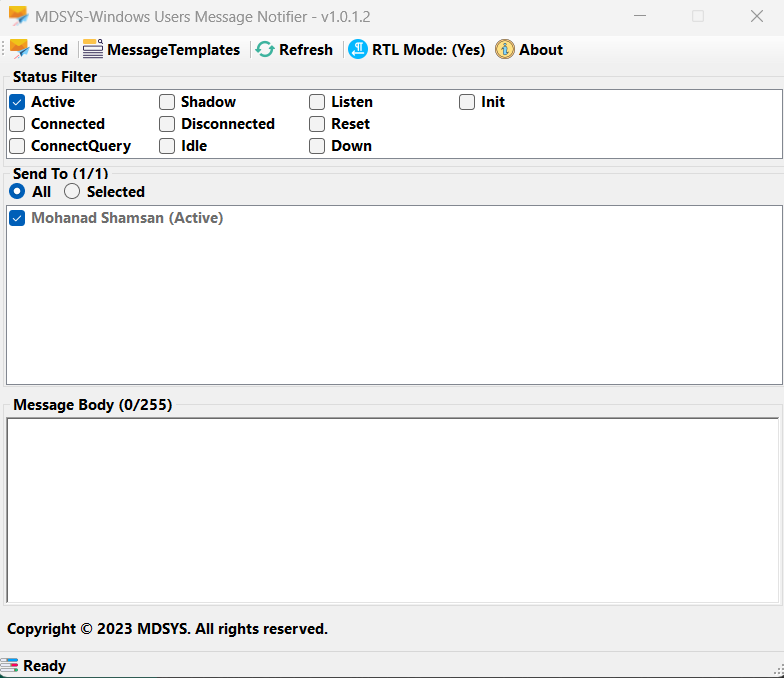 MDSYS-Windows Users Message Notifier - v1.0.1.2
Send MessageTemplates Refresh RTL Mode: (Yes) About
Status Filter
Active Shadow Listen Init
Connected Disconnected Reset
ConnectQuery Idle Down
Send To (1/1)
All Selected
Mohanad Shamsan (Active)
Message Body (0/255)
Copyright © 2023 MDSYS. All rights reserved.
Ready